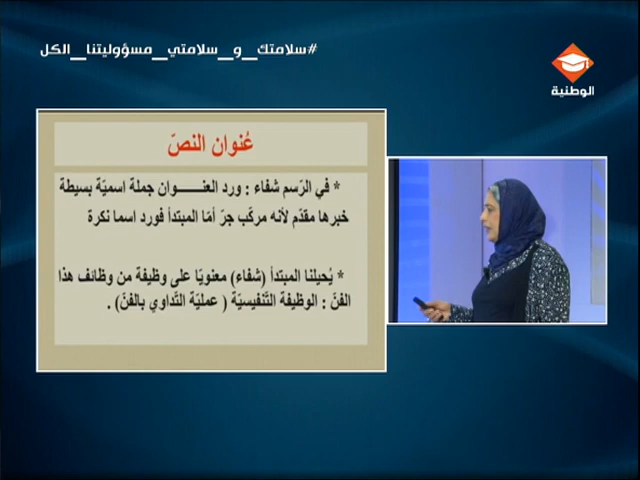 #سلامتك_و_سلامتي_مسؤوليتنا_الكل
الوطنية
عُنوان النصّ
* في الرّسم شفاء : ورد العنـــــوان جملة اسميّة بسيطة
خبرها مقدّم لأنه مركّب جرّ أمّا المبتدأ فورد اسما نكرة
* يُحيلنا المبتدأ (شفاء) معنويّا على وظيفة من وظائف هذا
الفنّ : الوظيفة التّنفيسيّة ( عمليّة التّداوي بالفنّ) .